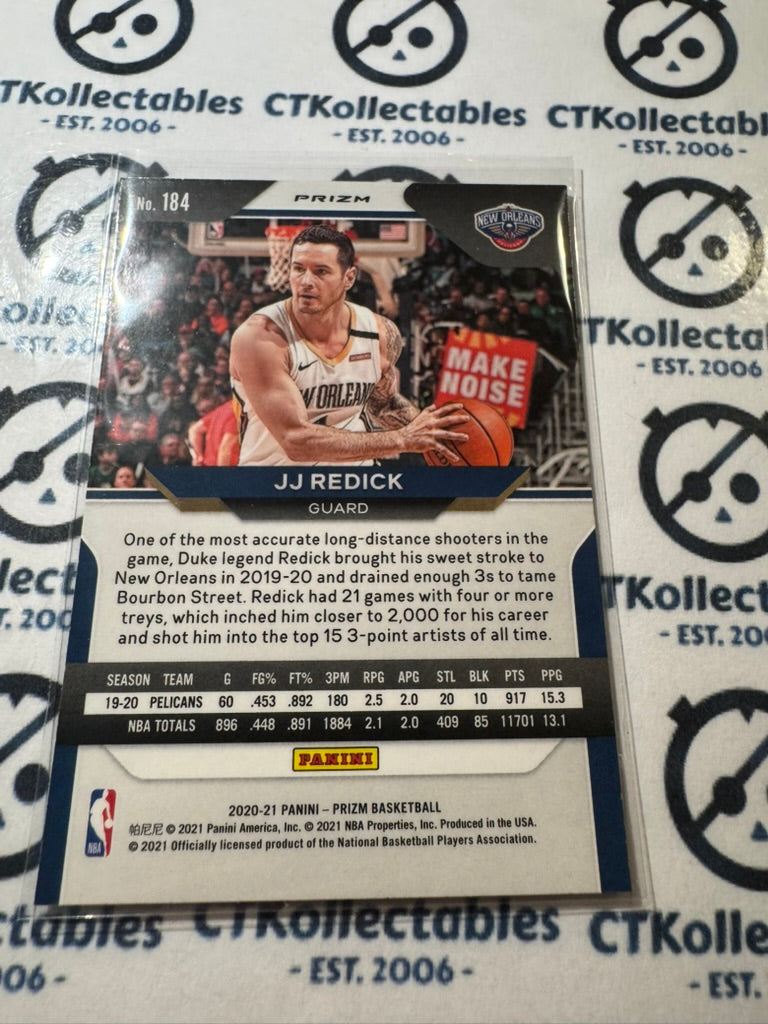 CTKollectables CTKollectables
- EST. 2006 - - EST. 2006 - - EST. 2006 -
No. 184
PRIZM
NEW ORLEANS
MAKE
NOISE
JJ REDICK
GUARD
One of the most accurate long-distance shooters in the
game, Duke legend Redick brought his sweet stroke to
New Orleans in 2019-20 and drained enough 3s to tame
Bourbon Street. Redick had 21 games with four or more
treys, which inched him closer to 2,000 for his career
and shot him into the top 15 3-point artists of all time.
SEASON TEAM G FG% FT% 3PM RPG APG STL BLK PTS PPG
19-20 PELICANS 60 .453 .892 180 2.5 2.0 20 10 917 15.3
NBA TOTALS 896 .448 .891 1884 2.1 2.0 409 85 11701 13.1
PANINI
2020-21 PANINI – PRIZM BASKETBALL
帕尼尼 © 2021 Panini America, Inc. © 2021 NBA Properties, Inc. Produced in the USA.
© 2021 Officially licensed product of the National Basketball Players Association.
NBA
CTKollectables
- EST. 2006 -